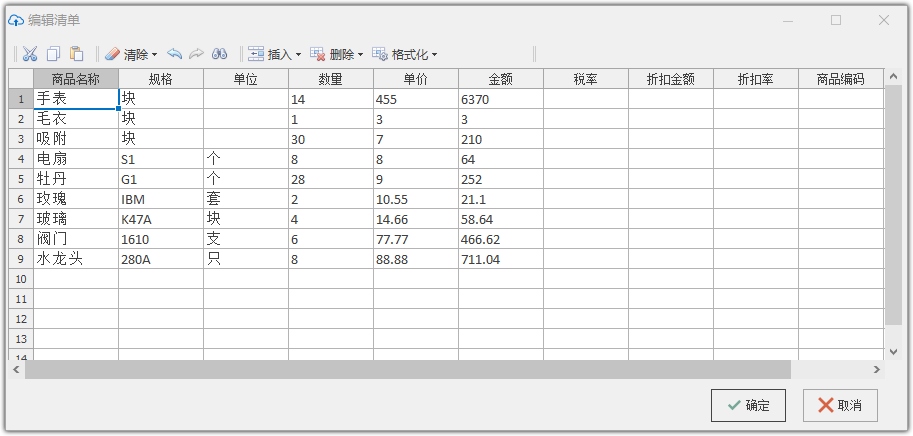 编辑清单
清除 插入 删除 格式化
商品名称 规格 单位 数量 单价 金额 税率 折扣金额 折扣率 商品编码
1 手表 块 14 455 6370
2 毛衣 块 1 3 3
3 吸附 块 30 7 210
4 电扇 S1 个 8 8 64
5 牡丹 G1 个 28 9 252
6 玫瑰 IBM 套 2 10.55 21.1
7 玻璃 K47A 块 4 14.66 58.64
8 阀门 1610 支 6 77.77 466.62
9 水龙头 280A 只 8 88.88 711.04
10
11
12
13
14
确定 取消